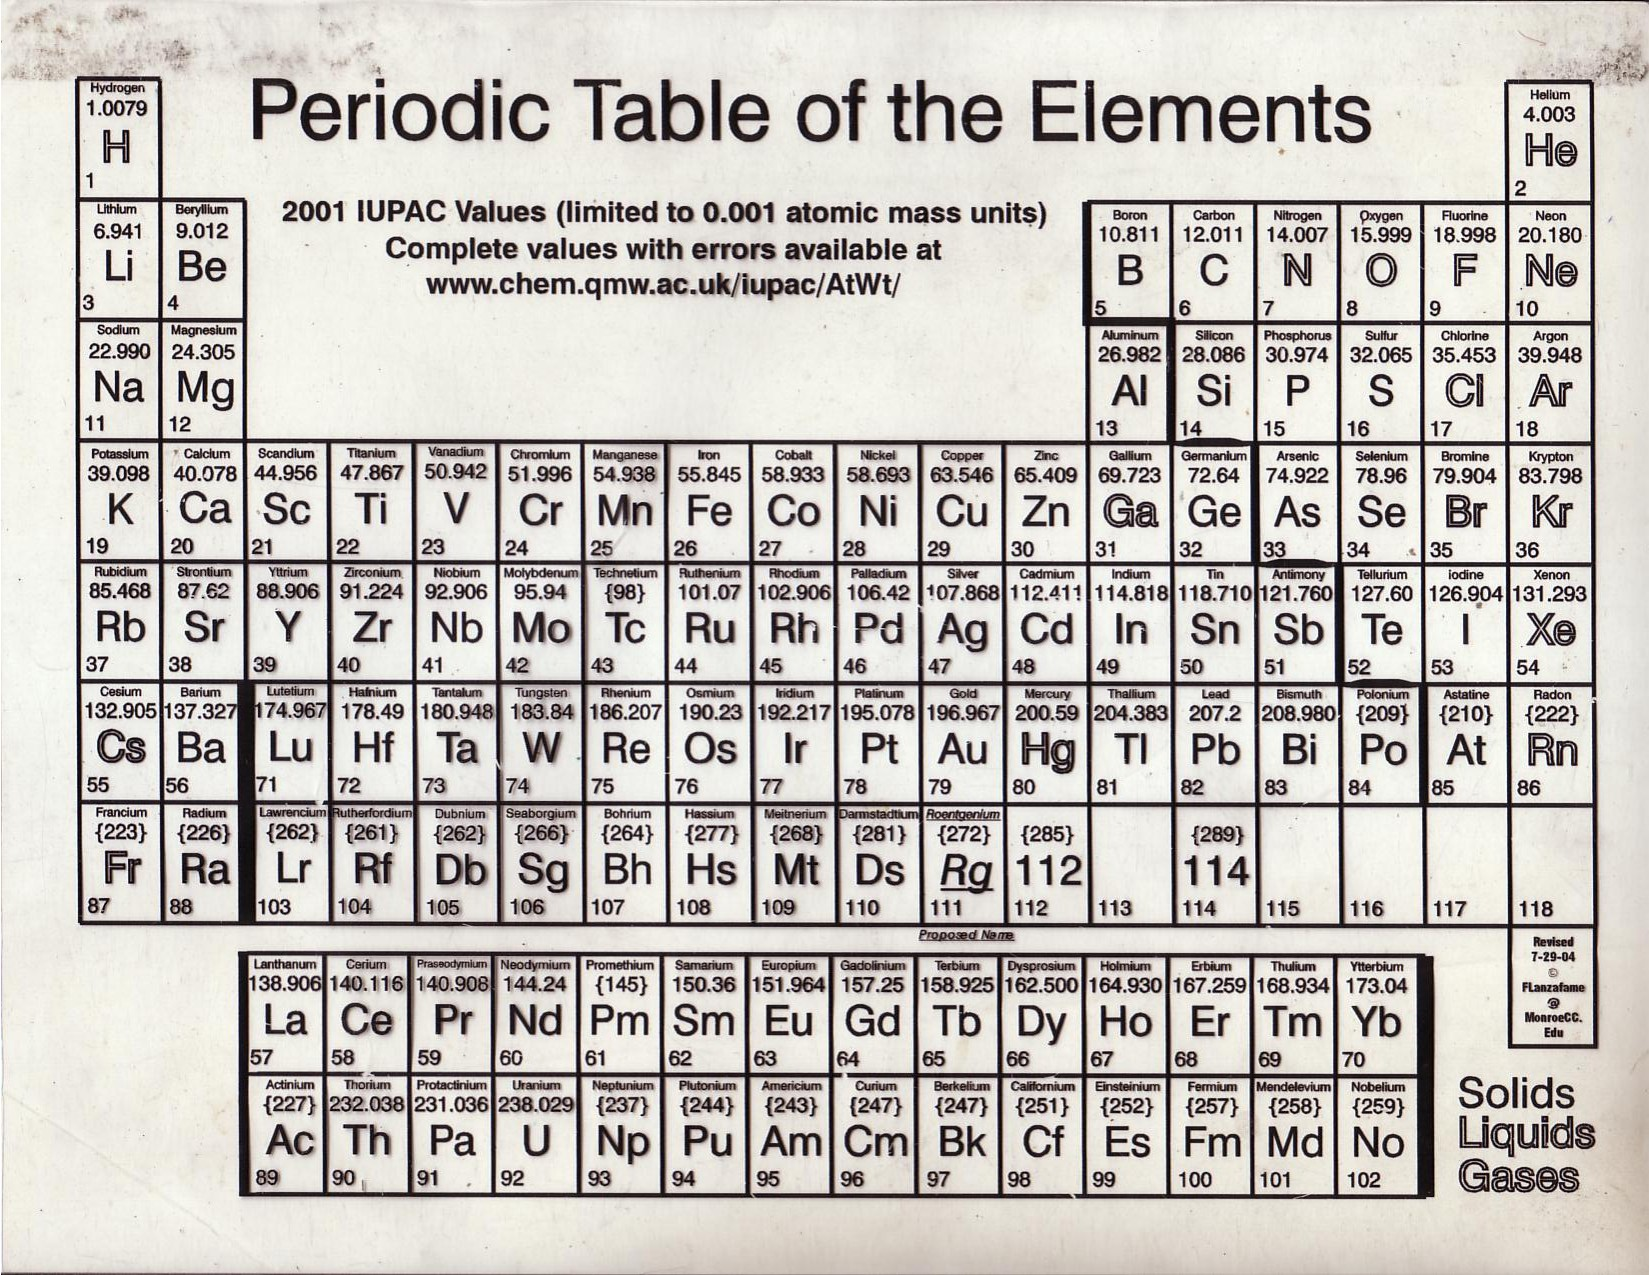 Periodic Table of the Elements
2001 IUPAC Values (limited to 0.001 atomic mass units)
Complete values with errors available at
www.chem.qmw.ac.uk/iupac/AtWt/
Hydrogen Helium
1.0079 4.003
H He
1 2
Lithium Beryllium Boron Carbon Nitrogen Oxygen Fluorine Neon
6.941 9.012 10.811 12.011 14.007 15.999 18.998 20.180
Li Be B C N O F Ne
3 4 5 6 7 8 9 10
Sodium Magnesium Aluminum Silicon Phosphorus Sulfur Chlorine Argon
22.990 24.305 26.982 28.086 30.974 32.065 35.453 39.948
Na Mg Al Si P S Cl Ar
11 12 13 14 15 16 17 18
Potassium Calcium Scandium Titanium Vanadium Chromium Manganese Iron Cobalt Nickel Copper Zinc Gallium Germanium Arsenic Selenium Bromine Krypton
39.098 40.078 44.956 47.867 50.942 51.996 54.938 55.845 58.933 58.693 63.546 65.409 69.723 72.64 74.922 78.96 79.904 83.798
K Ca Sc Ti V Cr Mn Fe Co Ni Cu Zn Ga Ge As Se Br Kr
19 20 21 22 23 24 25 26 27 28 29 30 31 32 33 34 35 36
Rubidium Strontium Yttrium Zirconium Niobium Molybdenum Technetium Ruthenium Rhodium Palladium Silver Cadmium Indium Tin Antimony Tellurium Iodine Xenon
85.468 87.62 88.906 91.224 92.906 95.94 {98} 101.07 102.906 106.42 107.868 112.411 114.818 118.710 121.760 127.60 126.904 131.293
Rb Sr Y Zr Nb Mo Tc Ru Rh Pd Ag Cd In Sn Sb Te I Xe
37 38 39 40 41 42 43 44 45 46 47 48 49 50 51 52 53 54
Cesium Barium Lutetium Hafnium Tantalum Tungsten Rhenium Osmium Iridium Platinum Gold Mercury Thallium Lead Bismuth Polonium Astatine Radon
132.905 137.327 174.967 178.49 180.948 183.84 186.207 190.23 192.217 195.078 196.967 200.59 204.383 207.2 208.980 {209} {210} {222}
Cs Ba Lu Hf Ta W Re Os Ir Pt Au Hg Tl Pb Bi Po At Rn
55 56 71 72 73 74 75 76 77 78 79 80 81 82 83 84 85 86
Francium Radium Lawrencium Rutherfordium Dubnium Seaborgium Bohrium Hassium Meitnerium Darmstadtium Roentgenium
{223} {226} {262} {261} {262} {266} {264} {277} {268} {281} {272} {285} {289}
Fr Ra Lr Rf Db Sg Bh Hs Mt Ds Rg 112 114
87 88 103 104 105 106 107 108 109 110 111 112 113 114 115 116 117 118
Proposed Name
Revised
7-29-04
©
FLanzafame
@
MonroeCC.
Edu
Lanthanum Cerium Praseodymium Neodymium Promethium Samarium Europium Gadolinium Terbium Dysprosium Holmium Erbium Thulium Ytterbium
138.906 140.116 140.908 144.24 {145} 150.36 151.964 157.25 158.925 162.500 164.930 167.259 168.934 173.04
La Ce Pr Nd Pm Sm Eu Gd Tb Dy Ho Er Tm Yb
57 58 59 60 61 62 63 64 65 66 67 68 69 70
Actinium Thorium Protactinium Uranium Neptunium Plutonium Americium Curium Berkelium Californium Einsteinium Fermium Mendelevium Nobelium
{227} 232.038 231.036 238.029 {237} {244} {243} {247} {247} {251} {252} {257} {258} {259}
Ac Th Pa U Np Pu Am Cm Bk Cf Es Fm Md No
89 90 91 92 93 94 95 96 97 98 99 100 101 102
Solids
Liquids
Gases